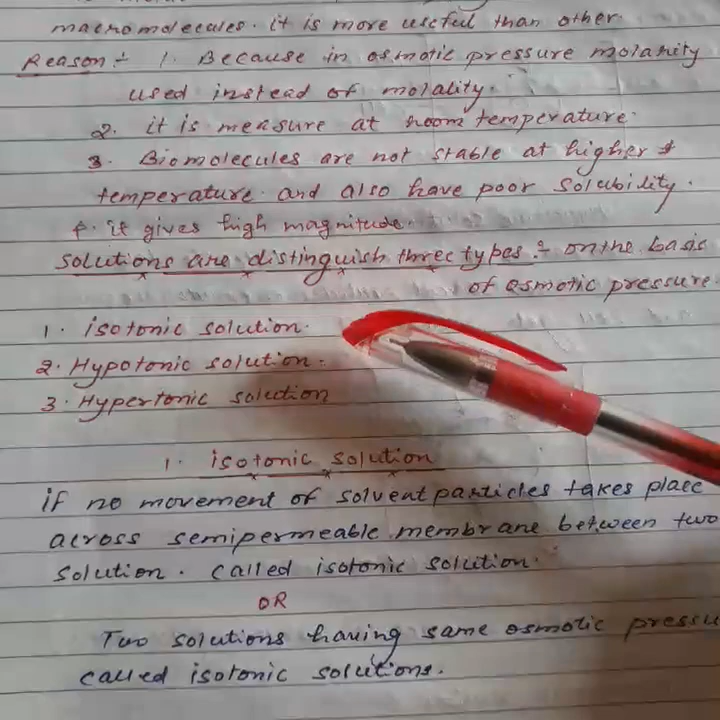 macromolecules. it is more useful than other.
Reason :- 1. Because in osmotic pressure molarity
used instead of molality.
2. it is measure at room temperature.
3. Biomolecules are not stable at higher
temperature. and also have poor solubility.
it gives high magnitude.
solutions are distinguish three types :- on the basic
of osmotic pressure.
1. isotonic solution.
2. Hypotonic solution.
3. Hypertonic solution
1. isotonic solution
if no movement of solvent particles takes place
across semipermeable membrane between two
solution. called isotonic solution.
OR
Two solutions having same osmotic pressu
called isotonic solutions.